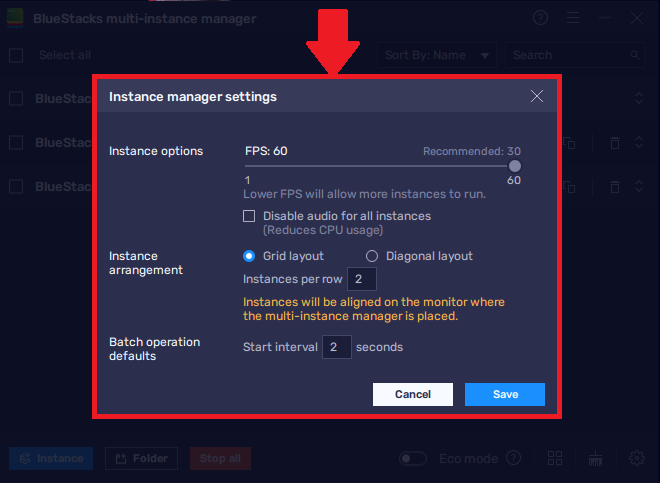 BlueStacks multi-instance manager
Select all
Sort By: Name
Search
Instance manager settings
BlueStacks
BlueStacks
BlueStacks
Instance options
FPS: 60
Recommended: 30
1
60
Lower FPS will allow more instances to run.
Disable audio for all instances
(Reduces CPU usage)
Instance
arrangement
Grid layout
Diagonal layout
Instances per row 2
Instances will be aligned on the monitor where
the multi-instance manager is placed.
Batch operation
defaults
Start interval 2 seconds
Cancel
Save
Instance
Folder
Stop all
Eco mode